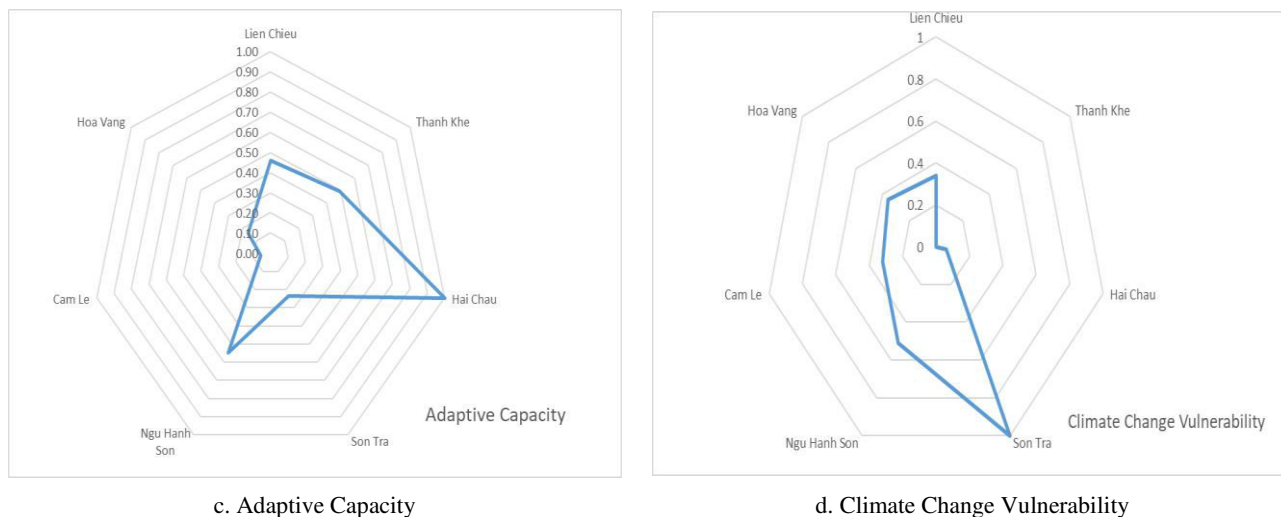 Lien Chieu
1.00
0.90
0.80
0.70
0.60
0.50
0.40
0.30
0.20
0.10
0.00
Thanh Khe
Hai Chau
Son Tra
Ngu Hanh
Son
Cam Le
Hoa Vang
Adaptive Capacity
c. Adaptive Capacity
Lien Chieu
1
0.8
0.6
0.4
0.2
0
Thanh Khe
Hai Chau
Son Tra
Ngu Hanh Son
Cam Le
Hoa Vang
Climate Change Vulnerability
d. Climate Change Vulnerability